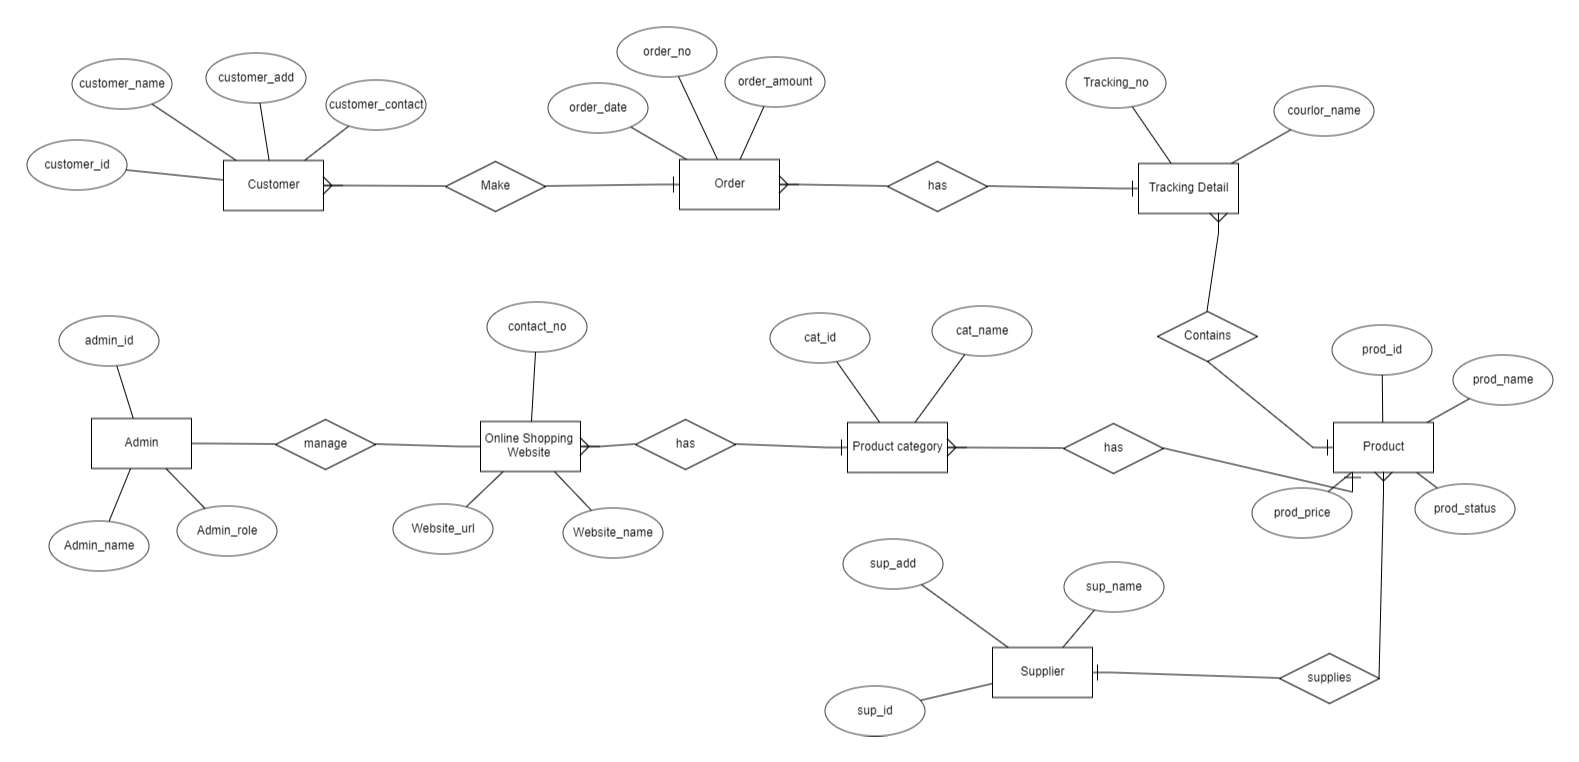 order_no
customer_add
customer_name
order_amount
Tracking_no
customer_contact
order_date
courlor_name
customer_id
Customer
Make
Order
has
Tracking Detail
contact_no
cat_name
admin_id
cat_id
Contains
prod_id
prod_name
Admin
manage
Online Shopping
Website
has
Product category
has
Product
prod_price
prod_status
Admin_name
Admin_role
Website_url
Website_name
sup_add
sup_name
Supplier
supplies
sup_id